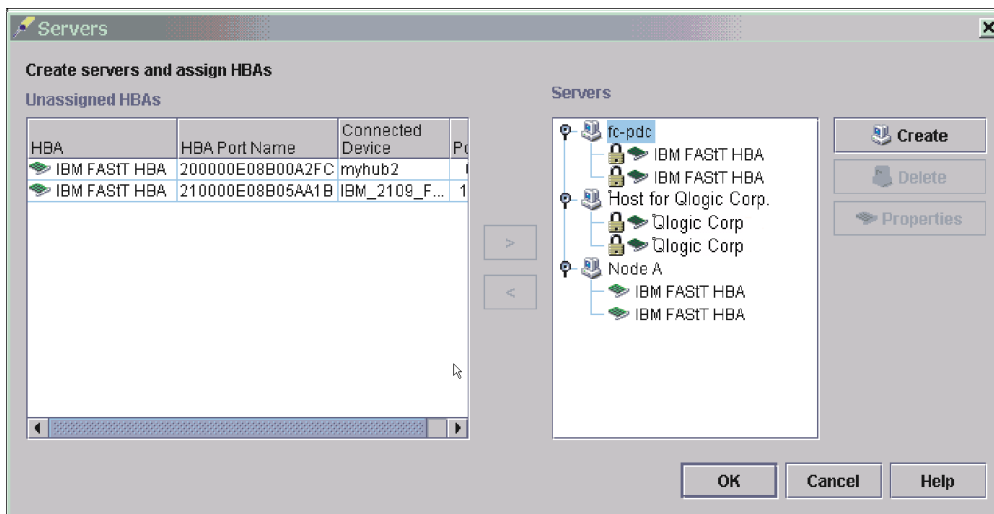 Servers
Create servers and assign HBAs
Unassigned HBAs
HBA HBA Port Name Connected Device
IBM FAStT HBA 200000E08B00A2FC myhub2
IBM FAStT HBA 210000E08B05AA1B IBM_2109_F... 1
>
<
Servers
fc-pdc
IBM FAStT HBA
IBM FAStT HBA
Host for Qlogic Corp.
Qlogic Corp
Qlogic Corp
Node A
IBM FAStT HBA
IBM FAStT HBA
Create
Delete
Properties
OK Cancel Help